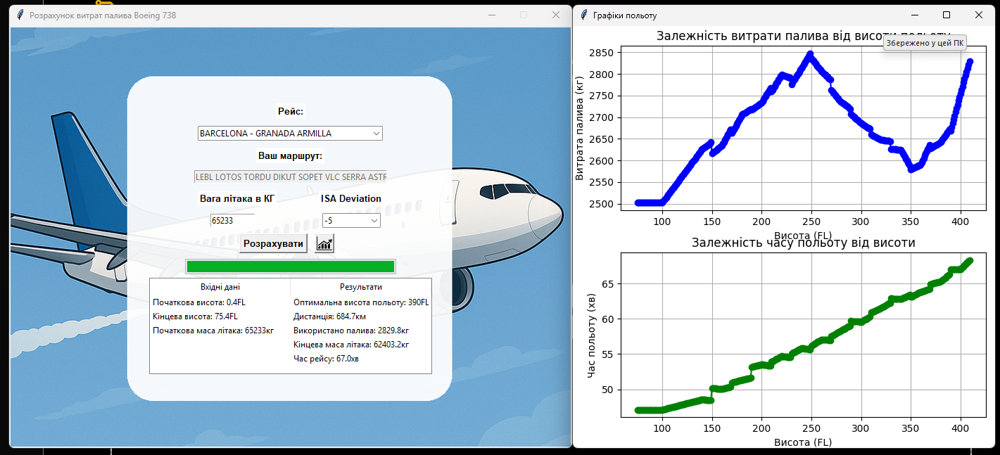 Розрахунок витрат палива Boeing 738
Рейс:
BARCELONA - GRANADA ARMILLA
Ваш маршрут:
LEBL LOTOS TORDU DIKUT SOPET VLC SERRA ASTR
Вага літака в КГ
ISA Deviation
65233
-5
Розрахувати
Вхідні дані
Результати
Початкова висота: 0.4FL
Оптимальна висота польоту: 390FL
Кінцева висота: 75.4FL
Дистанція: 684.7км
Початкова маса літака: 65233кг
Використано палива: 2829.8кг
Кінцева маса літака: 62403.2кг
Час рейсу: 67.0хв
Графіки польоту
Залежність витрати палива від висоти польоту
Збережено у цей ПК
Витрата палива (кг)
2850
2800
2750
2700
2650
2600
2550
2500
100 150 200 250 300 350 400
Висота (FL)
Залежність часу польоту від висоти
Час польоту (хв)
65
60
55
50
100 150 200 250 300 350 400
Висота (FL)